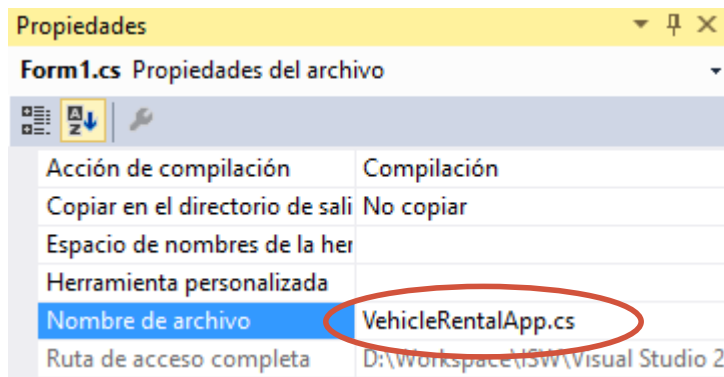 Propiedades
Form1.cs Propiedades del archivo
Acción de compilación Compilación
Copiar en el directorio de sali No copiar
Espacio de nombres de la her
Herramienta personalizada
Nombre de archivo VehicleRentalApp.cs
Ruta de acceso completa D:\Workspace\ISW\Visual Studio 2